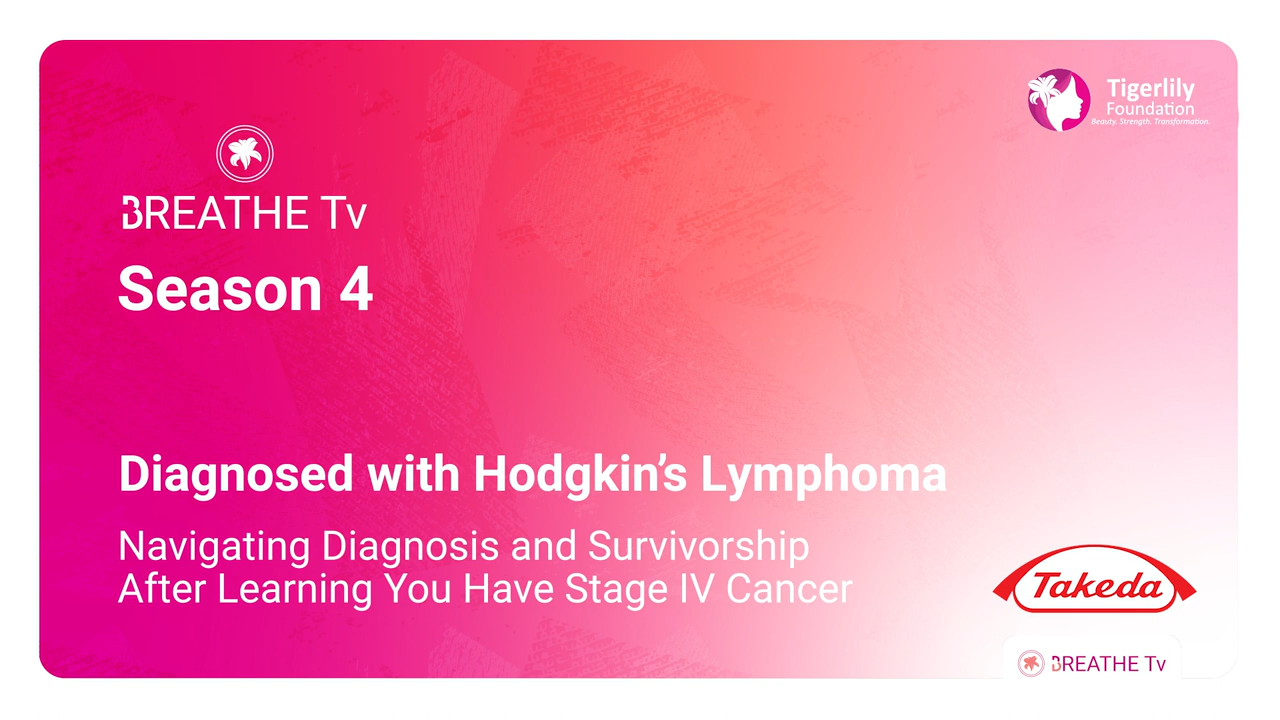 Tigerlily
Foundation
Beauty. Strength. Transformation.
BREATHE Tv
Season 4
Diagnosed with Hodgkin’s Lymphoma
Navigating Diagnosis and Survivorship
After Learning You Have Stage IV Cancer
Takeda
BREATHE Tv